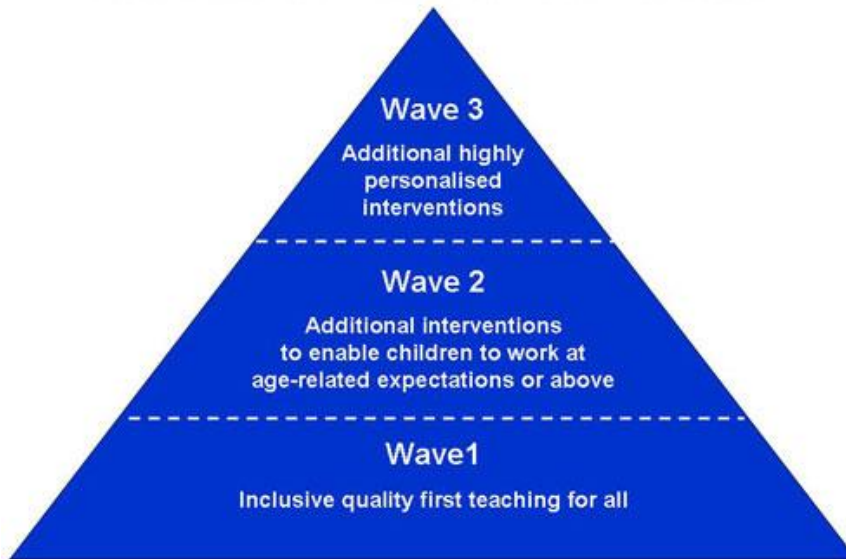 Wave 3
Additional highly
personalised
interventions
Wave 2
Additional interventions
to enable children to work at
age-related expectations or above
Wave1
Inclusive quality first teaching for all